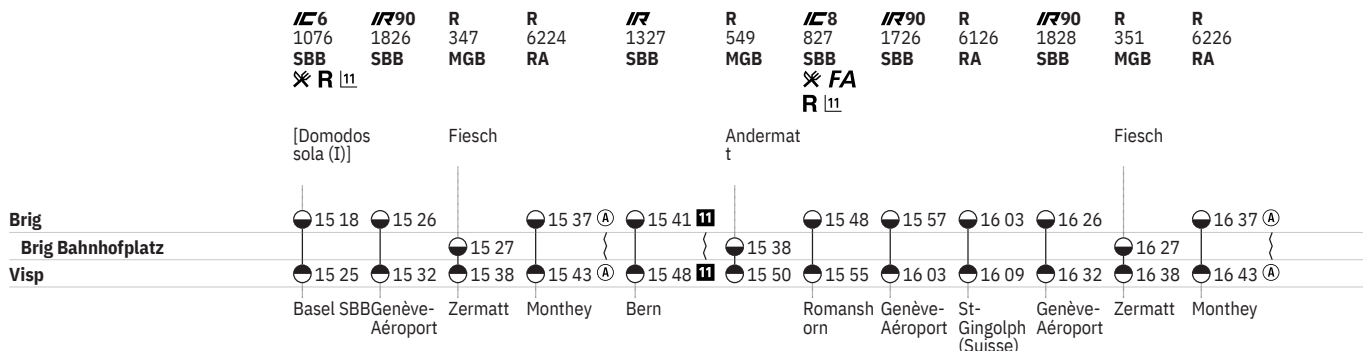 IC6 IR90 R R IR R IC8 IR90 R IR90 R R
1076 1826 347 6224 1327 549 827 1726 6126 1828 351 6226
SBB SBB MGB RA SBB MGB SBB SBB RA SBB MGB RA
R 11 FA
R 11
[Domodos Fiesch Andermat Fiesch
sola (I)] t
Brig 15 18 15 26 15 37 A 15 41 11 15 48 15 57 16 03 16 26 16 37 A
Brig Bahnhofplatz 15 27 15 38 16 27
Visp 15 25 15 32 15 38 15 43 A 15 48 11 15 50 15 55 16 03 16 09 16 32 16 38 16 43 A
Basel SBB Genève- Zermatt Monthey Bern Romansh Genève- St- Genève- Zermatt Monthey
Aéroport orn Aéroport Gingolph Aéroport
(Suisse)